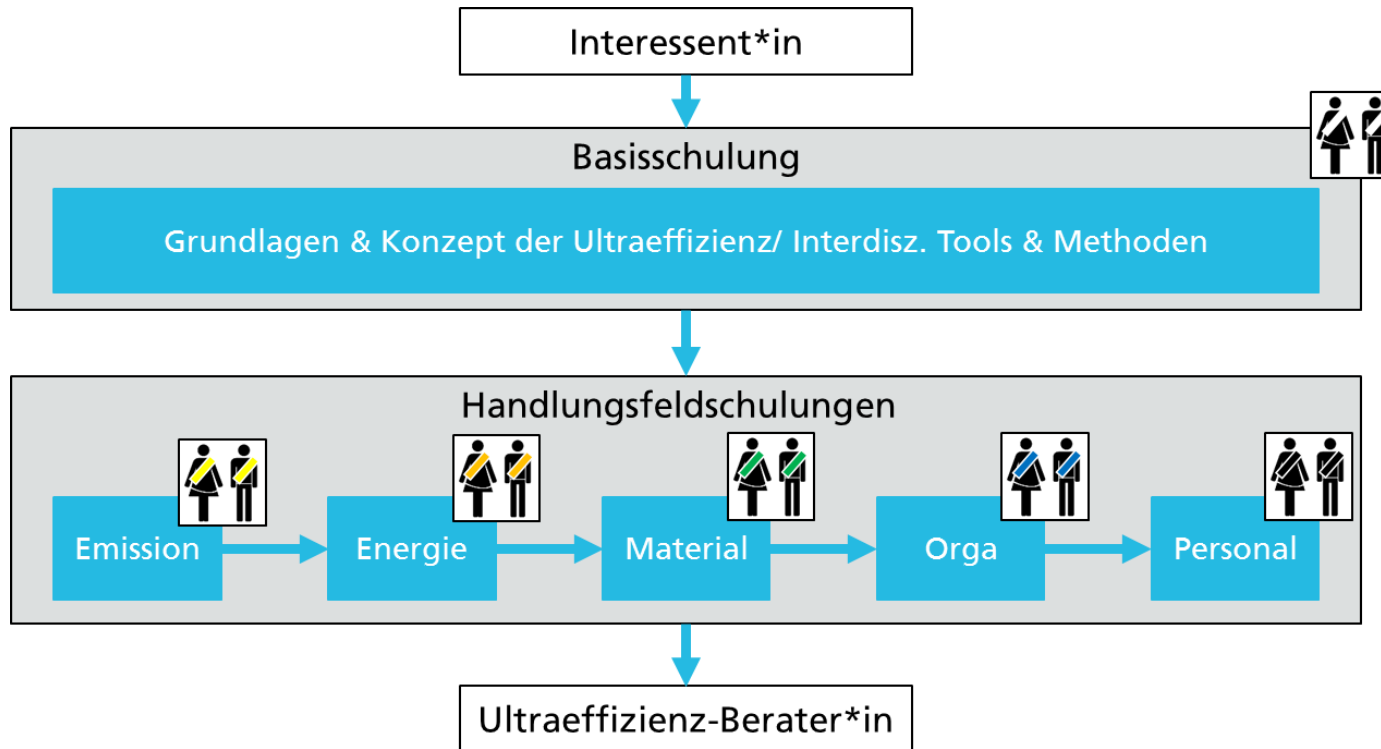 Interessent*in
Basisschulung
Grundlagen & Konzept der Ultraeffizienz/ Interdisz. Tools & Methoden
Handlungsfeldschulungen
Emission
Energie
Material
Orga
Personal
Ultraeffizienz-Berater*in